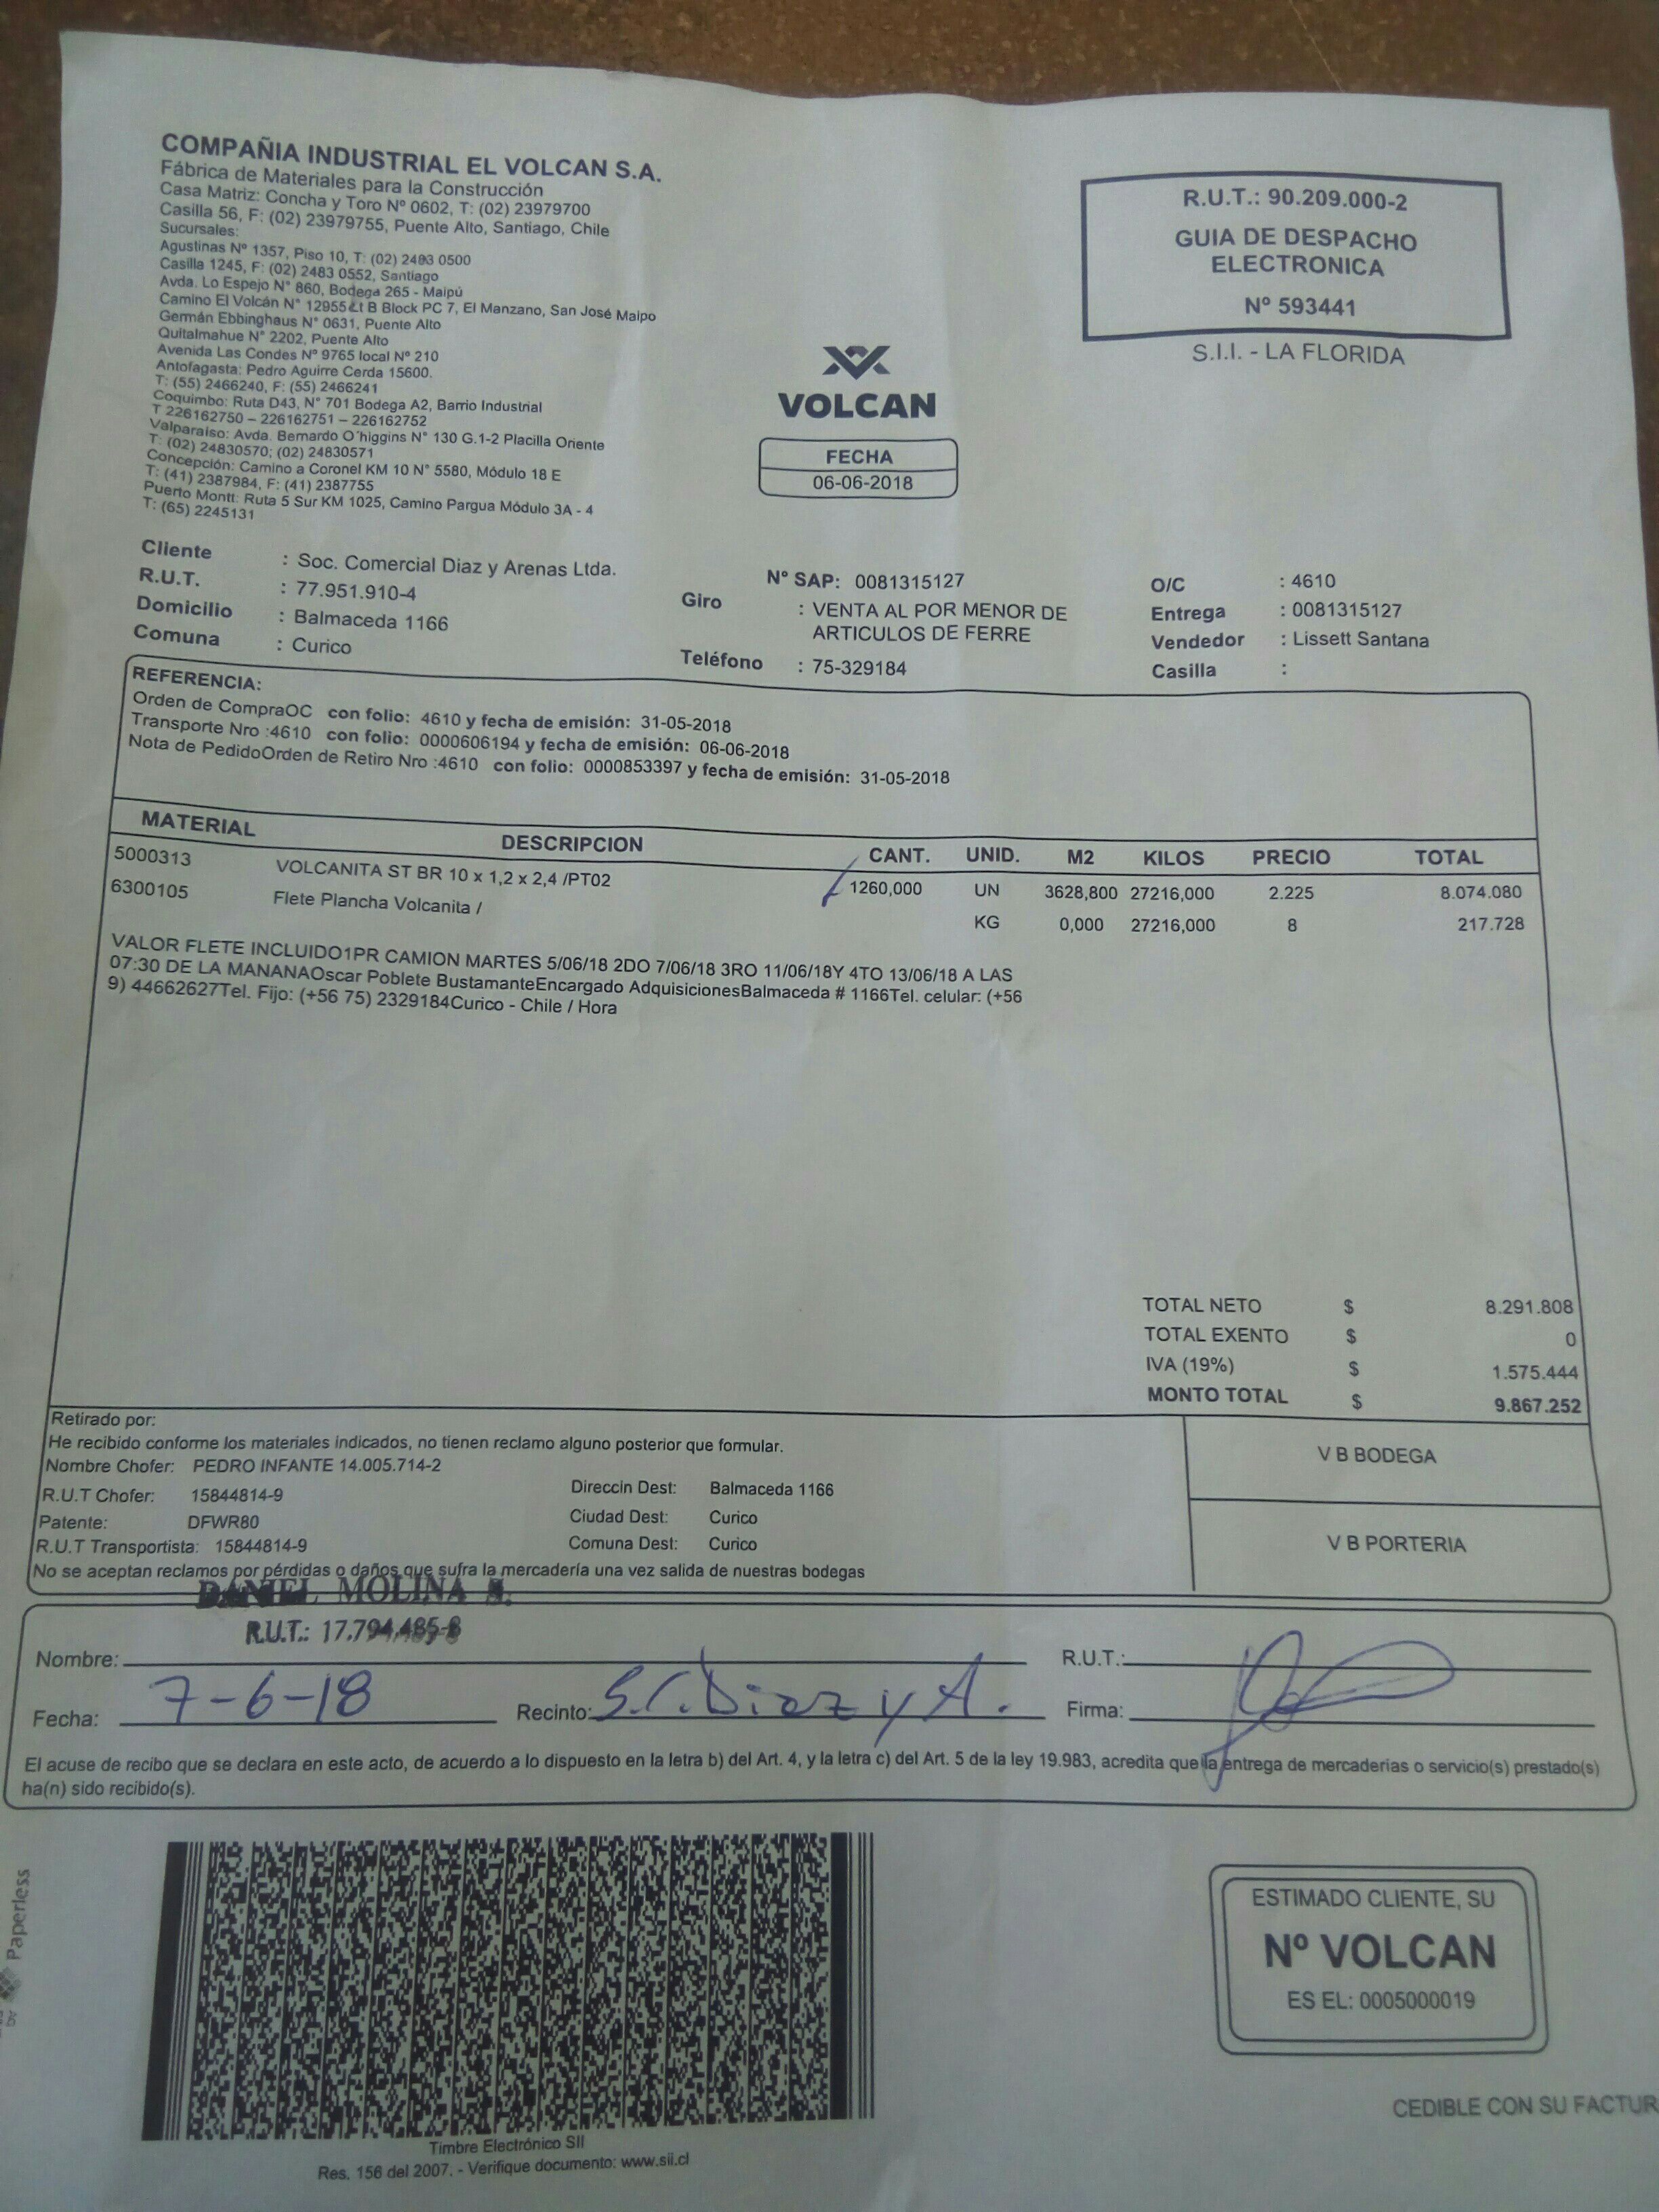 COMPAÑIA INDUSTRIAL EL VOLCAN S.A.
Fábrica de Materiales para la Construcción
Casa Matriz: Concha y Toro Nº 0602, T: (02) 23979700
Casilla 56, F: (02) 23979755, Puente Alto, Santiago, Chile
Sucursales:
Agustinas Nº 1357, Piso 10, T: (02) 2483 0500
Casilla 1245, F: (02) 2483 0552, Santiago
Avda. Lo Espejo N° 860, Bodega 265 - Maipú
Camino El Volcán N° 12955 Lt B Block PC 7, El Manzano, San José Maipo
Germán Ebbinghaus N° 0631, Puente Alto
Quitalmahue N° 2202, Puente Alto
Avenida Las Condes Nº 9765 local Nº 210
Antofagasta: Pedro Aguirre Cerda 15600.
T: (55) 2466240, F: (55) 2466241
Coquimbo: Ruta D43, N° 701 Bodega A2, Barrio Industrial
T 226162750 – 226162751 – 226162752
Valparaiso: Avda. Bernardo O´higgins N° 130 G.1-2 Placilla Oriente
T: (02) 24830570; (02) 24830571
Concepción: Camino a Coronel KM 10 N° 5580, Módulo 18 E
T: (41) 2387984, F: (41) 2387755
Puerto Montt: Ruta 5 Sur KM 1025, Camino Pargua Módulo 3A - 4
T: (65) 2245131
R.U.T.: 90.209.000-2
GUIA DE DESPACHO
ELECTRONICA
Nº 593441
S.I.I. - LA FLORIDA
VOLCAN
FECHA
06-06-2018
Cliente : Soc. Comercial Diaz y Arenas Ltda.
R.U.T. : 77.951.910-4
Domicilio : Balmaceda 1166
Comuna : Curico
Nº SAP: 0081315127
Giro : VENTA AL POR MENOR DE
ARTICULOS DE FERRE
Teléfono : 75-329184
O/C : 4610
Entrega : 0081315127
Vendedor : Lissett Santana
Casilla :
REFERENCIA:
Orden de CompraOC con folio: 4610 y fecha de emisión: 31-05-2018
Transporte Nro :4610 con folio: 0000606194 y fecha de emisión: 06-06-2018
Nota de PedidoOrden de Retiro Nro :4610 con folio: 0000853397 y fecha de emisión: 31-05-2018
MATERIAL DESCRIPCION CANT. UNID. M2 KILOS PRECIO TOTAL
5000313 VOLCANITA ST BR 10 x 1,2 x 2,4 /PT02 1260,000 UN 3628,800 27216,000 2.225 8.074.080
6300105 Flete Plancha Volcanita / KG 0,000 27216,000 8 217.728
VALOR FLETE INCLUIDO1PR CAMION MARTES 5/06/18 2DO 7/06/18 3RO 11/06/18Y 4TO 13/06/18 A LAS
07:30 DE LA MANANAOscar Poblete BustamanteEncargado AdquisicionesBalmaceda # 1166Tel. celular: (+56
9) 44662627Tel. Fijo: (+56 75) 2329184Curico - Chile / Hora
TOTAL NETO $ 8.291.808
TOTAL EXENTO $ 0
IVA (19%) $ 1.575.444
MONTO TOTAL $ 9.867.252
Retirado por:
He recibido conforme los materiales indicados, no tienen reclamo alguno posterior que formular.
Nombre Chofer: PEDRO INFANTE 14.005.714-2
R.U.T Chofer: 15844814-9
Patente: DFWR80
R.U.T Transportista: 15844814-9
Direccin Dest: Balmaceda 1166
Ciudad Dest: Curico
Comuna Dest: Curico
No se aceptan reclamos por pérdidas o daños que sufra la mercadería una vez salida de nuestras bodegas
V B BODEGA
V B PORTERIA
DANIEL MOLINA
R.U.T.: 17.794.485-8
Nombre: R.U.T.:
Fecha: 7-6-18 Recinto: S.C. Diaz y A. Firma:
El acuse de recibo que se declara en este acto, de acuerdo a lo dispuesto en la letra b) del Art. 4, y la letra c) del Art. 5 de la ley 19.983, acredita que la entrega de mercaderias o servicio(s) prestado(s)
ha(n) sido recibido(s).
Paperless
Timbre Electrónico SII
Res. 156 del 2007. - Verifique documento: www.sii.cl
ESTIMADO CLIENTE, SU
Nº VOLCAN
ES EL: 0005000019
CEDIBLE CON SU FACTUR